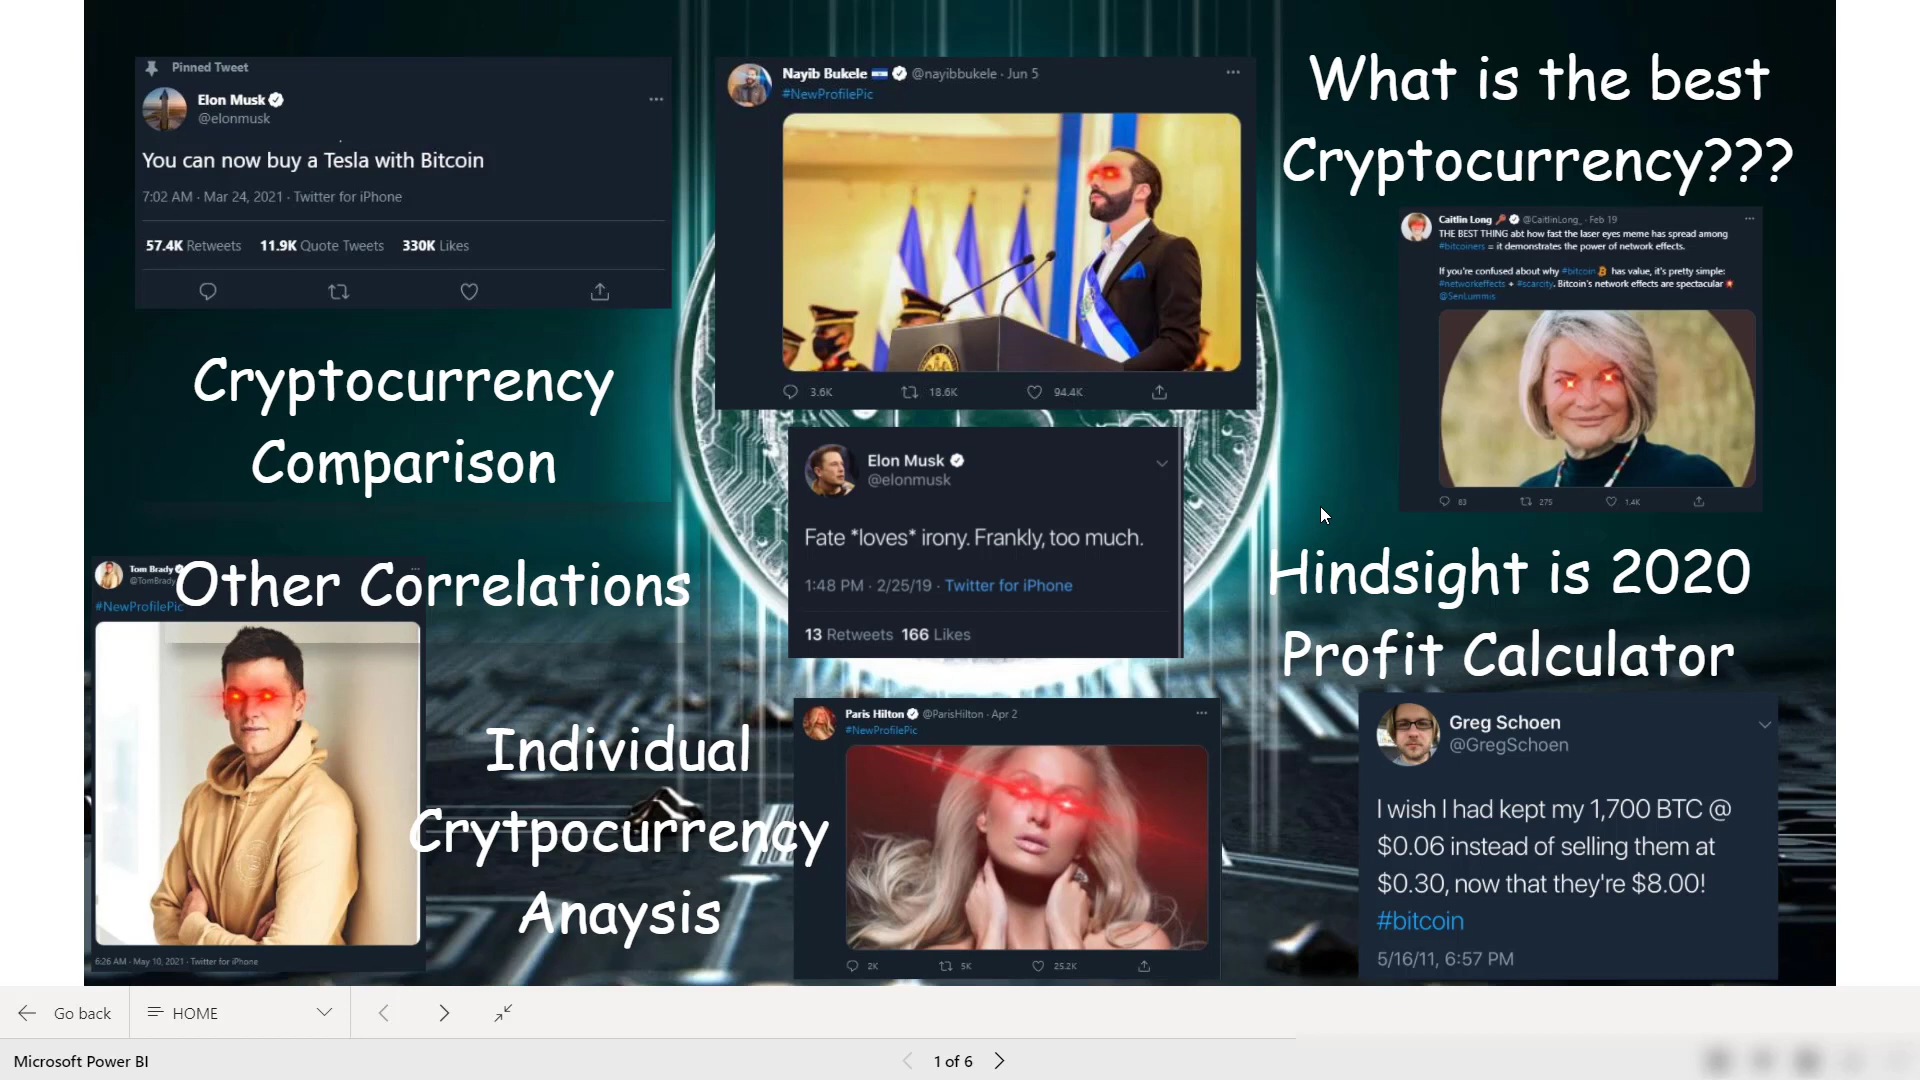 Pinned Tweet
Elon Musk
@elonmusk
You can now buy a Tesla with Bitcoin
7:02 AM · Mar 24, 2021 · Twitter for iPhone
57.4K Retweets 11.9K Quote Tweets 330K Likes
Nayib Bukele @nayibbukele · Jun 5
#NewProfilePic
3.6K 18.6K 94.4K
What is the best
Cryptocurrency???
Caitlin Long @CaitlinLong_ · Feb 19
THE BEST THING abt how fast the laser eyes meme has spread among
#bitcoiners = it demonstrates the power of network effects.
If you're confused about why #bitcoin has value, it's pretty simple:
#networkeffects + #scarcity. Bitcoin's network effects are spectacular
@SenLummis
83 275 1.4K
Cryptocurrency
Comparison
Elon Musk
@elonmusk
Fate *loves* irony. Frankly, too much.
1:48 PM · 2/25/19 · Twitter for iPhone
13 Retweets 166 Likes
Other Correlations
Tom Brady
@TomBrady
#NewProfilePic
6:26 AM · May 10, 2021 · Twitter for iPhone
Hindsight is 2020
Profit Calculator
Individual
Crytpocurrency
Anaysis
Paris Hilton @ParisHilton · Apr 2
#NewProfilePic
2K 5K 25.2K
Greg Schoen
@GregSchoen
I wish I had kept my 1,700 BTC @
$0.06 instead of selling them at
$0.30, now that they're $8.00!
#bitcoin
5/16/11, 6:57 PM
Go back
HOME
Microsoft Power BI
1 of 6